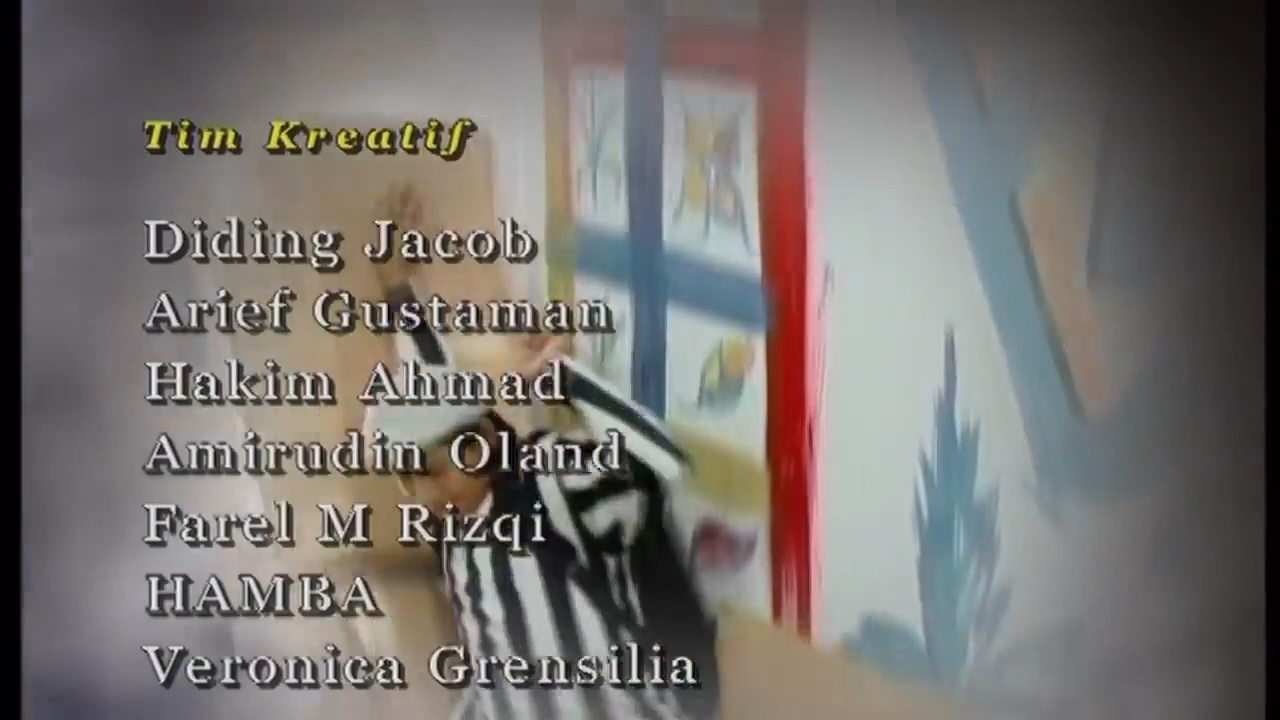 Tim Kreatif
Diding Jacob
Arief Gustaman
Hakim Ahmad
Amirudin Oland
Farel M Rizqi
HAMBA
Veronica Grensilia